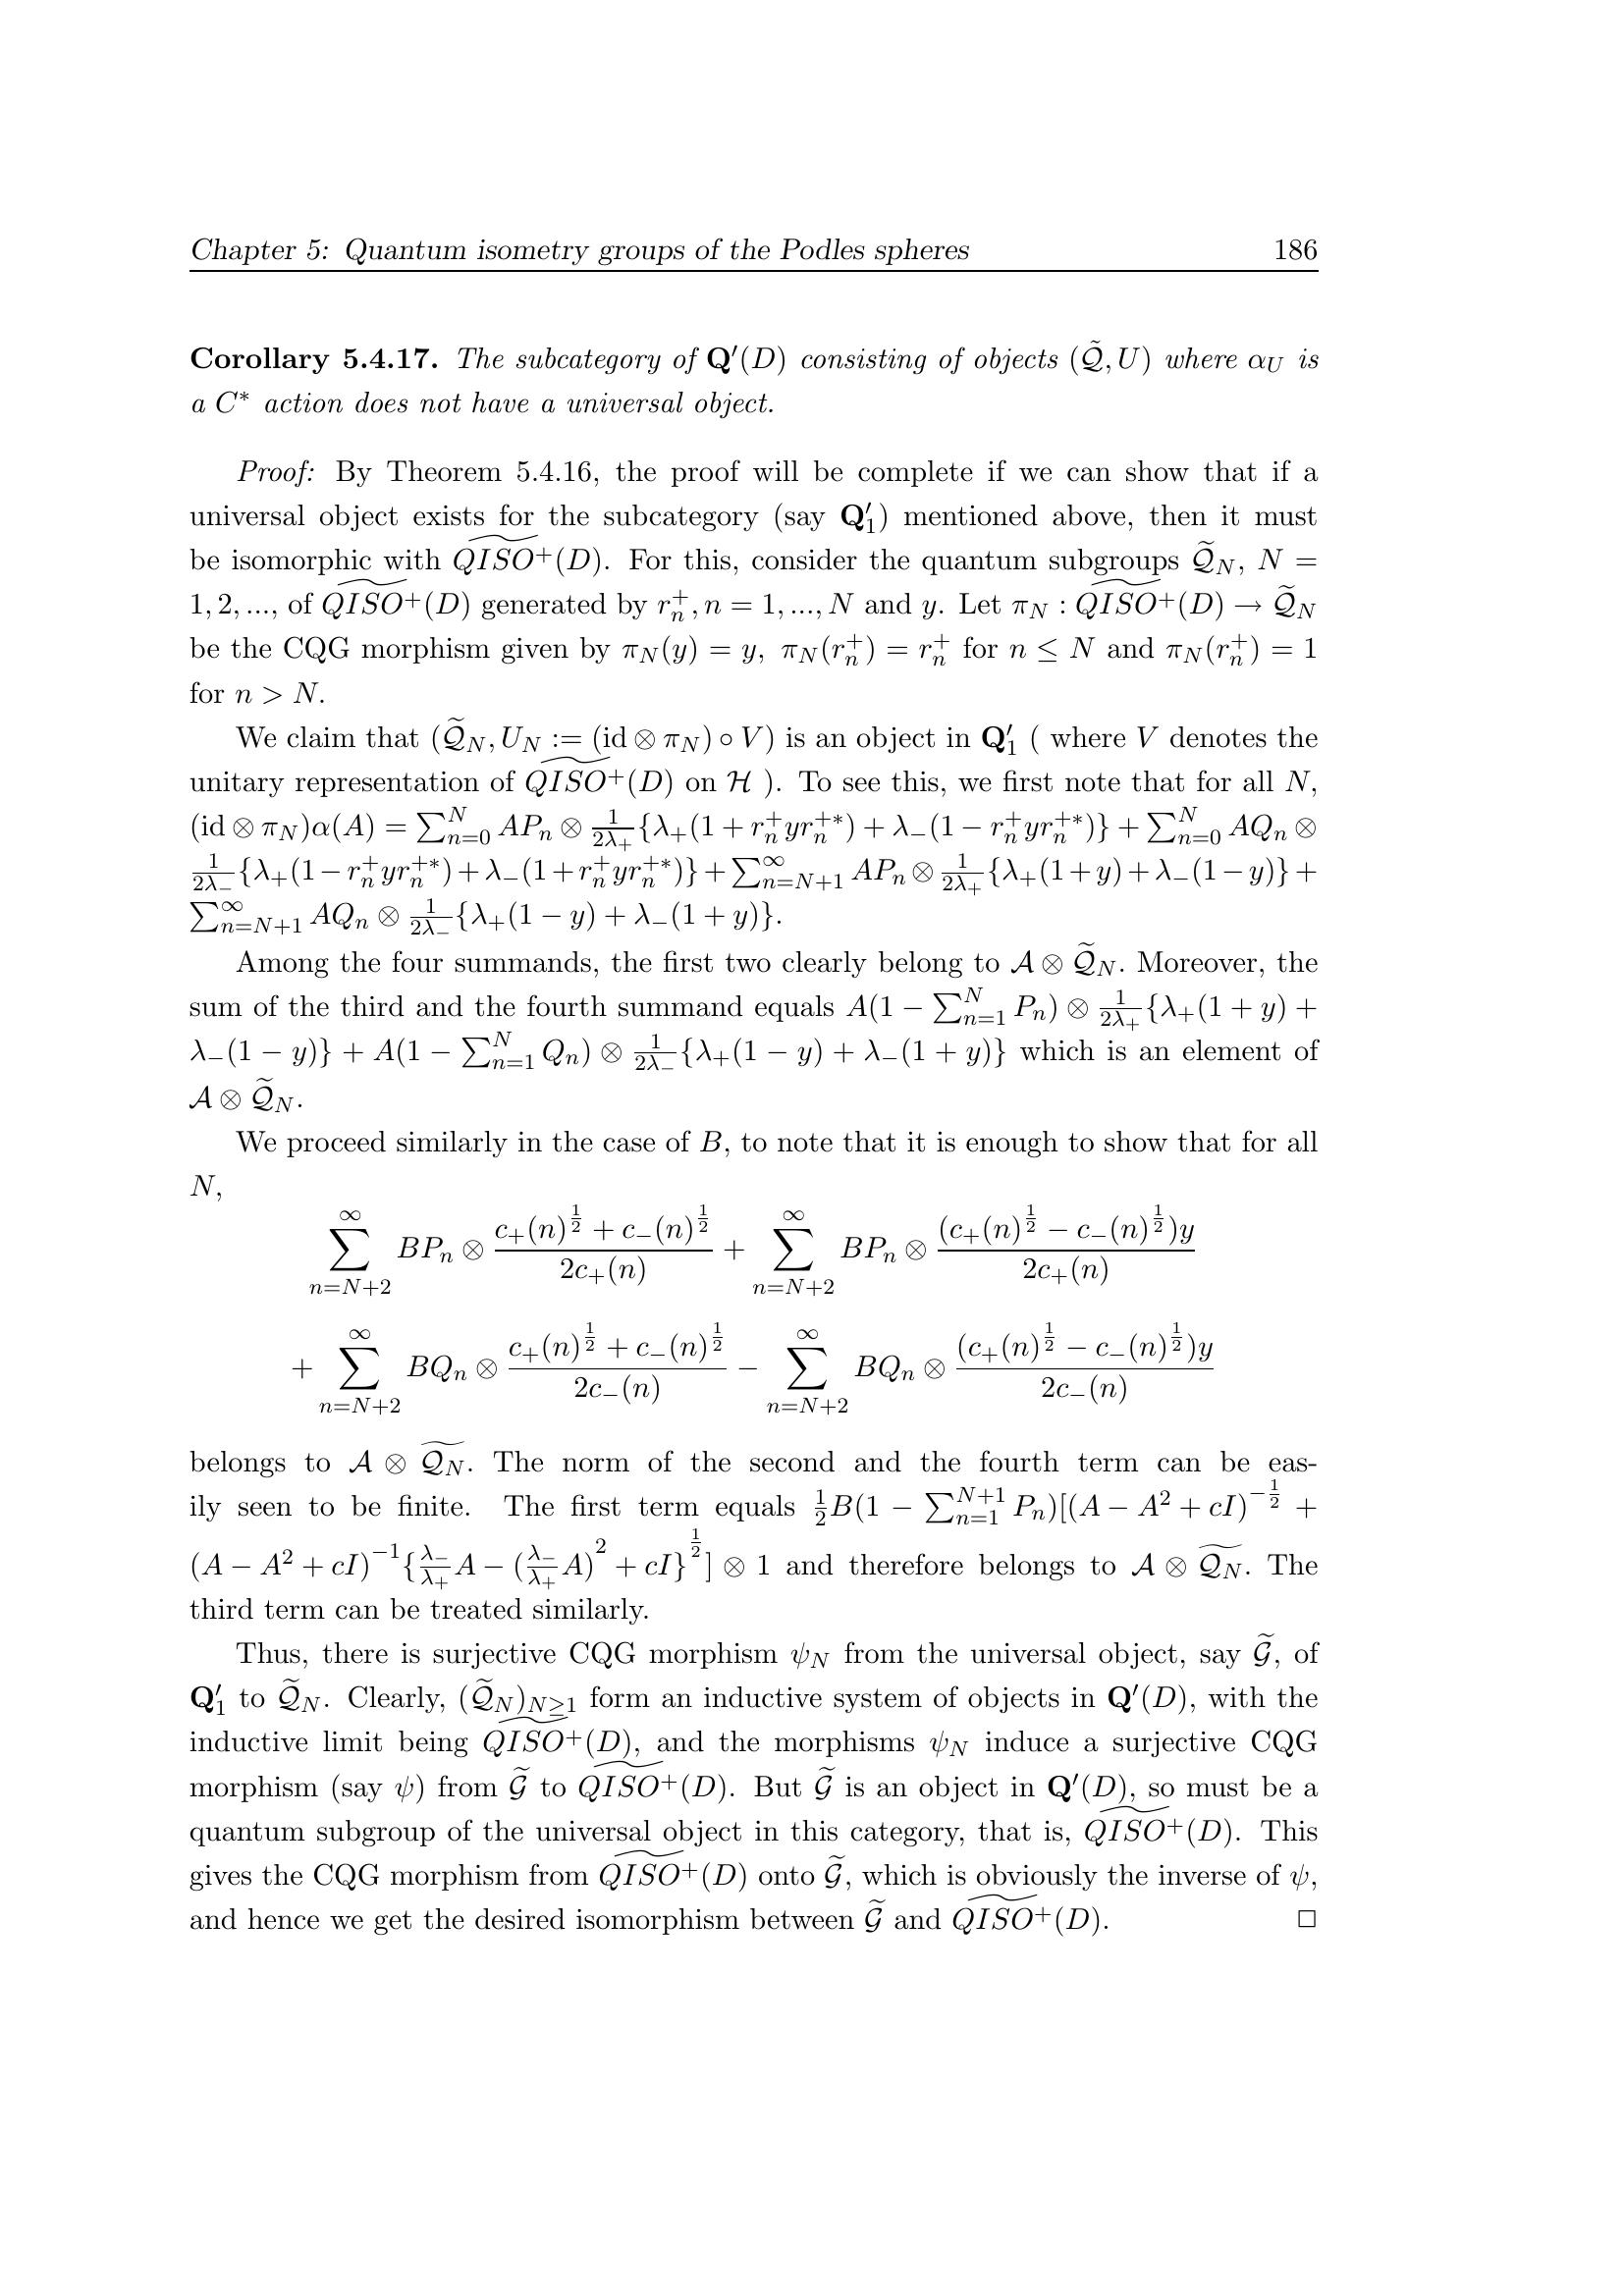 Chapter 5: Quantum isometry groups of the Podles spheres 186
Corollary 5.4.17. The subcategory of $\mathbf{Q}'(D)$ consisting of objects $(\tilde{\mathcal{Q}}, U)$ where $\alpha_U$ is
a $C^*$ action does not have a universal object.
Proof: By Theorem 5.4.16, the proof will be complete if we can show that if a
universal object exists for the subcategory (say $\mathbf{Q}'_1$) mentioned above, then it must
be isomorphic with $\widetilde{QISO^+}(D)$. For this, consider the quantum subgroups $\widetilde{\mathcal{Q}}_N$, $N =$
$1, 2, ...,$ of $\widetilde{QISO^+}(D)$ generated by $r_n^+, n = 1, ..., N$ and $y$. Let $\pi_N : \widetilde{QISO^+}(D) \to \widetilde{\mathcal{Q}}_N$
be the CQG morphism given by $\pi_N(y) = y$, $\pi_N(r_n^+) = r_n^+$ for $n \leq N$ and $\pi_N(r_n^+) = 1$
for $n > N$.
We claim that $(\widetilde{\mathcal{Q}}_N, U_N := (\mathrm{id} \otimes \pi_N) \circ V)$ is an object in $\mathbf{Q}'_1$ ( where $V$ denotes the
unitary representation of $\widetilde{QISO^+}(D)$ on $\mathcal{H}$ ). To see this, we first note that for all $N$,
$(\mathrm{id} \otimes \pi_N)\alpha(A) = \sum_{n=0}^{N} AP_n \otimes \frac{1}{2\lambda_+}\{\lambda_+(1 + r_n^+ y r_n^{+*}) + \lambda_-(1 - r_n^+ y r_n^{+*})\} + \sum_{n=0}^{N} AQ_n \otimes$
$\frac{1}{2\lambda_-}\{\lambda_+(1 - r_n^+ y r_n^{+*}) + \lambda_-(1 + r_n^+ y r_n^{+*})\} + \sum_{n=N+1}^{\infty} AP_n \otimes \frac{1}{2\lambda_+}\{\lambda_+(1 + y) + \lambda_-(1 - y)\} +$
$\sum_{n=N+1}^{\infty} AQ_n \otimes \frac{1}{2\lambda_-}\{\lambda_+(1 - y) + \lambda_-(1 + y)\}$.
Among the four summands, the first two clearly belong to $\mathcal{A} \otimes \widetilde{\mathcal{Q}}_N$. Moreover, the
sum of the third and the fourth summand equals $A(1 - \sum_{n=1}^{N} P_n) \otimes \frac{1}{2\lambda_+}\{\lambda_+(1 + y) +$
$\lambda_-(1 - y)\} + A(1 - \sum_{n=1}^{N} Q_n) \otimes \frac{1}{2\lambda_-}\{\lambda_+(1 - y) + \lambda_-(1 + y)\}$ which is an element of
$\mathcal{A} \otimes \widetilde{\mathcal{Q}}_N$.
We proceed similarly in the case of $B$, to note that it is enough to show that for all
$N$,
$\sum_{n=N+2}^{\infty} BP_n \otimes \frac{c_+(n)^{\frac{1}{2}} + c_-(n)^{\frac{1}{2}}}{2c_+(n)} + \sum_{n=N+2}^{\infty} BP_n \otimes \frac{(c_+(n)^{\frac{1}{2}} - c_-(n)^{\frac{1}{2}})y}{2c_+(n)}$
$+ \sum_{n=N+2}^{\infty} BQ_n \otimes \frac{c_+(n)^{\frac{1}{2}} + c_-(n)^{\frac{1}{2}}}{2c_-(n)} - \sum_{n=N+2}^{\infty} BQ_n \otimes \frac{(c_+(n)^{\frac{1}{2}} - c_-(n)^{\frac{1}{2}})y}{2c_-(n)}$
belongs to $\mathcal{A} \otimes \widetilde{\mathcal{Q}_N}$. The norm of the second and the fourth term can be eas-
ily seen to be finite. The first term equals $\frac{1}{2}B(1 - \sum_{n=1}^{N+1} P_n)[(A - A^2 + cI)^{-\frac{1}{2}} +$
$(A - A^2 + cI)^{-1}\{\frac{\lambda_-}{\lambda_+}A - (\frac{\lambda_-}{\lambda_+}A)^2 + cI\}^{\frac{1}{2}}] \otimes 1$ and therefore belongs to $\mathcal{A} \otimes \widetilde{\mathcal{Q}_N}$. The
third term can be treated similarly.
Thus, there is surjective CQG morphism $\psi_N$ from the universal object, say $\widetilde{\mathcal{G}}$, of
$\mathbf{Q}'_1$ to $\widetilde{\mathcal{Q}}_N$. Clearly, $(\widetilde{\mathcal{Q}}_N)_{N \geq 1}$ form an inductive system of objects in $\mathbf{Q}'(D)$, with the
inductive limit being $\widetilde{QISO^+}(D)$, and the morphisms $\psi_N$ induce a surjective CQG
morphism (say $\psi$) from $\widetilde{\mathcal{G}}$ to $\widetilde{QISO^+}(D)$. But $\widetilde{\mathcal{G}}$ is an object in $\mathbf{Q}'(D)$, so must be a
quantum subgroup of the universal object in this category, that is, $\widetilde{QISO^+}(D)$. This
gives the CQG morphism from $\widetilde{QISO^+}(D)$ onto $\widetilde{\mathcal{G}}$, which is obviously the inverse of $\psi$,
and hence we get the desired isomorphism between $\widetilde{\mathcal{G}}$ and $\widetilde{QISO^+}(D)$. □